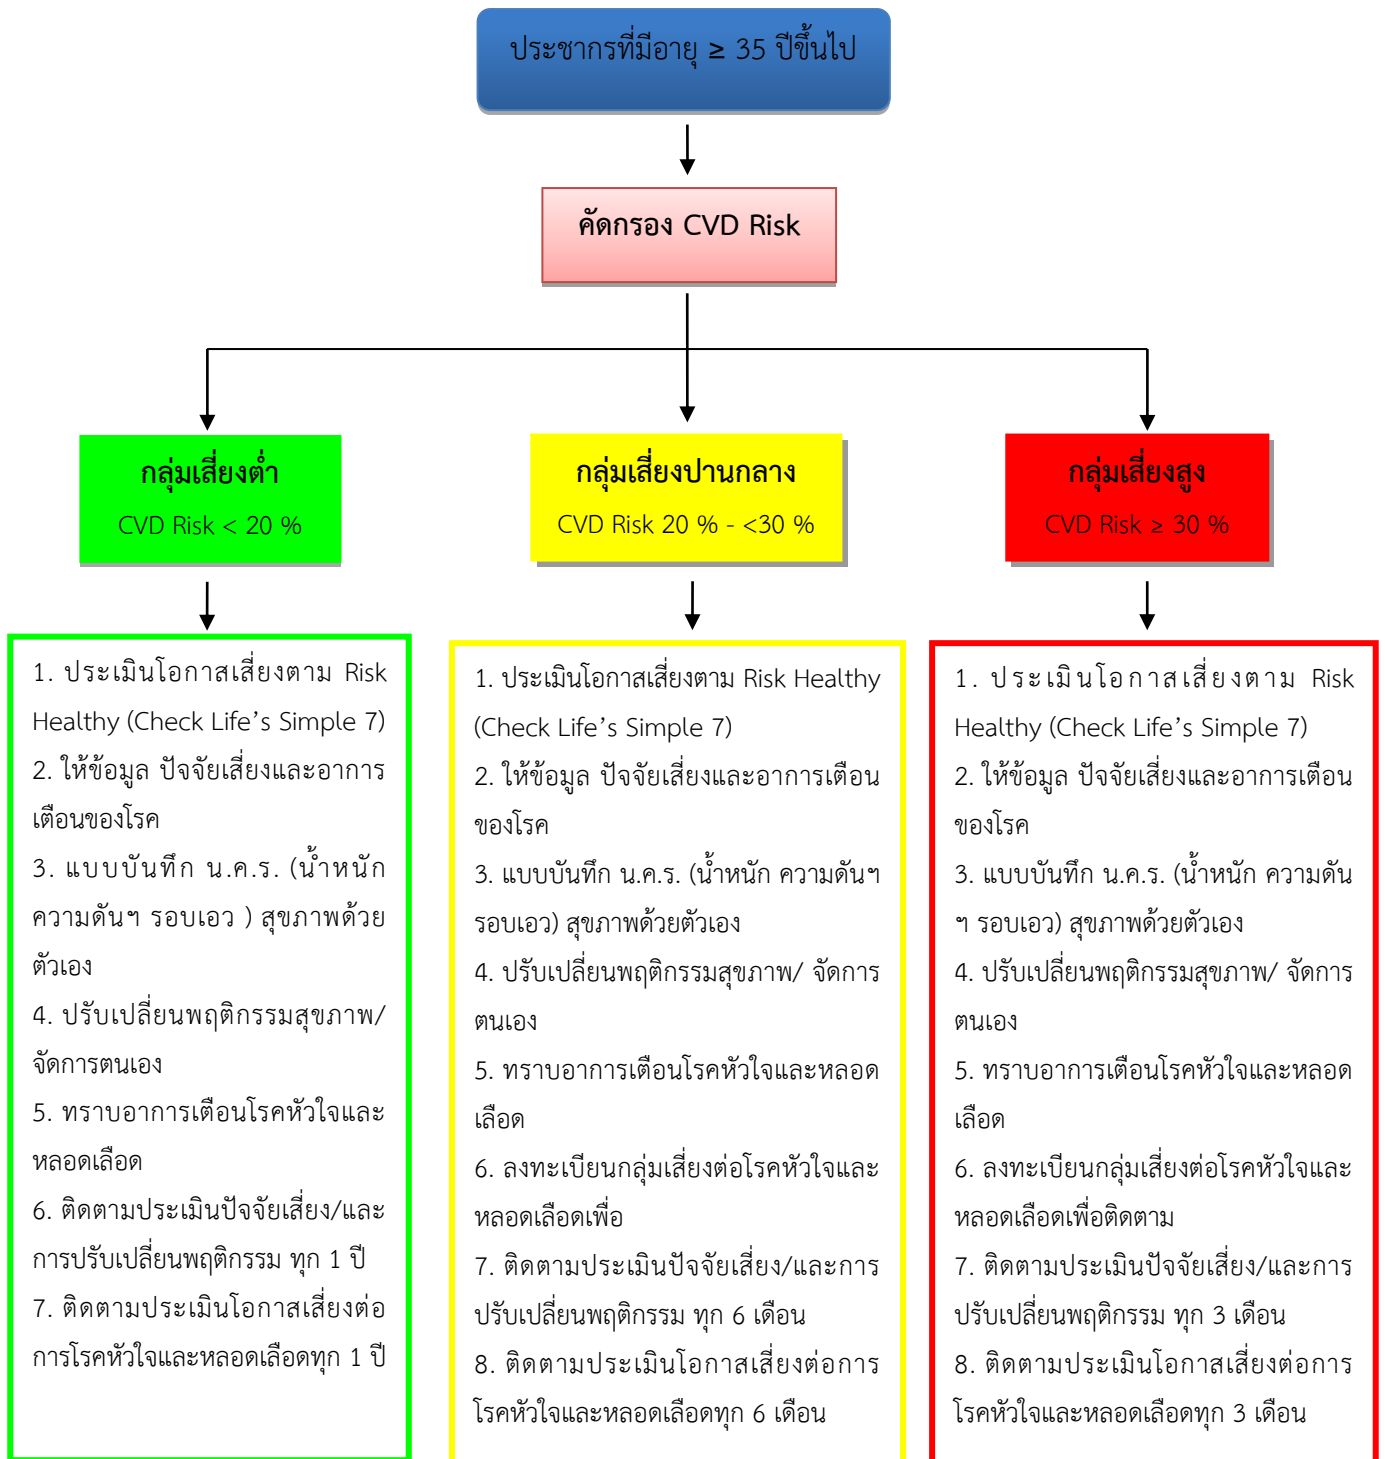 ประชากรที่มีอายุ ≥ 35 ปีขึ้นไป
คัดกรอง CVD Risk
กลุ่มเสี่ยงต่ำ
CVD Risk < 20 %
กลุ่มเสี่ยงปานกลาง
CVD Risk 20 % - <30 %
กลุ่มเสี่ยงสูง
CVD Risk ≥ 30 %
1. ประเมินโอกาสเสี่ยงตาม Risk
Healthy (Check Life’s Simple 7)
2. ให้ข้อมูล ปัจจัยเสี่ยงและอาการ
เตือนของโรค
3. แบบบันทึก น.ค.ร. (น้ำหนัก
ความดันฯ รอบเอว ) สุขภาพด้วย
ตัวเอง
4. ปรับเปลี่ยนพฤติกรรมสุขภาพ/
จัดการตนเอง
5. ทราบอาการเตือนโรคหัวใจและ
หลอดเลือด
6. ติดตามประเมินปัจจัยเสี่ยง/และ
การปรับเปลี่ยนพฤติกรรม ทุก 1 ปี
7. ติดตามประเมินโอกาสเสี่ยงต่อ
การโรคหัวใจและหลอดเลือดทุก 1 ปี
1. ประเมินโอกาสเสี่ยงตาม Risk Healthy
(Check Life’s Simple 7)
2. ให้ข้อมูล ปัจจัยเสี่ยงและอาการเตือน
ของโรค
3. แบบบันทึก น.ค.ร. (น้ำหนัก ความดันฯ
รอบเอว) สุขภาพด้วยตัวเอง
4. ปรับเปลี่ยนพฤติกรรมสุขภาพ/ จัดการ
ตนเอง
5. ทราบอาการเตือนโรคหัวใจและหลอด
เลือด
6. ลงทะเบียนกลุ่มเสี่ยงต่อโรคหัวใจและ
หลอดเลือดเพื่อ
7. ติดตามประเมินปัจจัยเสี่ยง/และการ
ปรับเปลี่ยนพฤติกรรม ทุก 6 เดือน
8. ติดตามประเมินโอกาสเสี่ยงต่อการ
โรคหัวใจและหลอดเลือดทุก 6 เดือน
1. ประเมินโอกาสเสี่ยงตาม Risk
Healthy (Check Life’s Simple 7)
2. ให้ข้อมูล ปัจจัยเสี่ยงและอาการเตือน
ของโรค
3. แบบบันทึก น.ค.ร. (น้ำหนัก ความดัน
ฯ รอบเอว) สุขภาพด้วยตัวเอง
4. ปรับเปลี่ยนพฤติกรรมสุขภาพ/ จัดการ
ตนเอง
5. ทราบอาการเตือนโรคหัวใจและหลอด
เลือด
6. ลงทะเบียนกลุ่มเสี่ยงต่อโรคหัวใจและ
หลอดเลือดเพื่อติดตาม
7. ติดตามประเมินปัจจัยเสี่ยง/และการ
ปรับเปลี่ยนพฤติกรรม ทุก 3 เดือน
8. ติดตามประเมินโอกาสเสี่ยงต่อการ
โรคหัวใจและหลอดเลือดทุก 3 เดือน